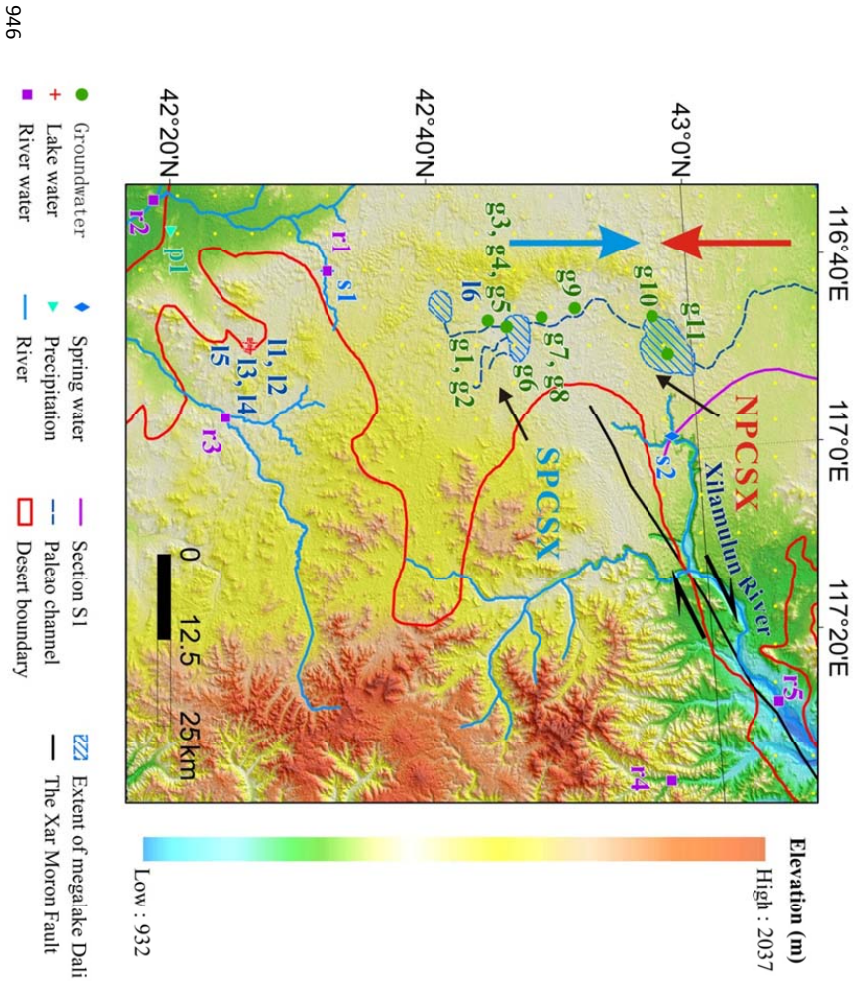 946
116°40'E
117°0'E
117°20'E
43°0'N
42°40'N
42°20'N
g11
g10
g9
g7, g8
g6
g3, g4, g5
g1, g2
l6
NPCSX
SPCSX
s2
Xilamulun River
r5
r4
r1
s1
l1, l2
l3, l4
l5
r3
r2
p1
0 12.5 25km
Elevation (m)
High : 2037
Low : 932
Groundwater
Spring water
Section S1
Extent of megalake Dali
Lake water
Precipitation
Paleao channel
The Xar Moron Fault
River water
River
Desert boundary